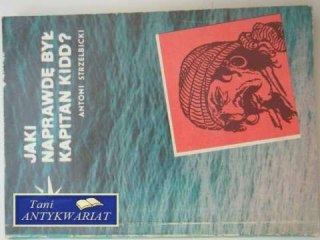 JAKI
NAPRAWDĘ BYŁ
KAPITAN KIDD?
ANTONI STRZELBICKI
Tani
ANTYKWARIAT